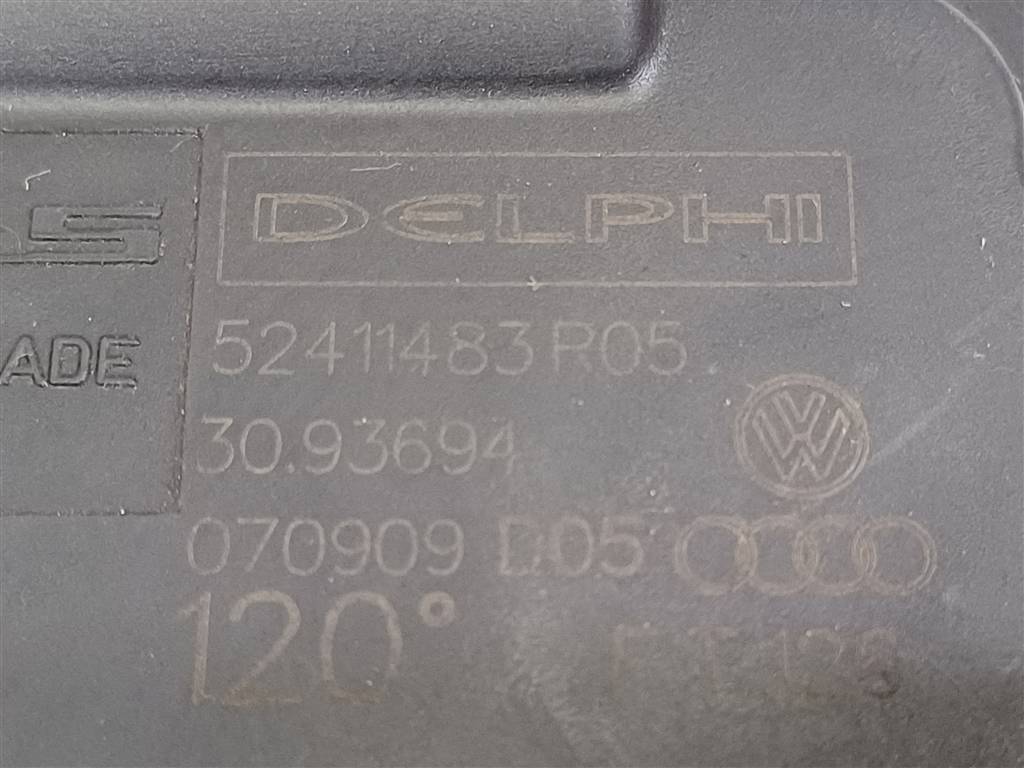 DELPHI
S
ADE
52411483 R05
30.93694
070909 D05
120°